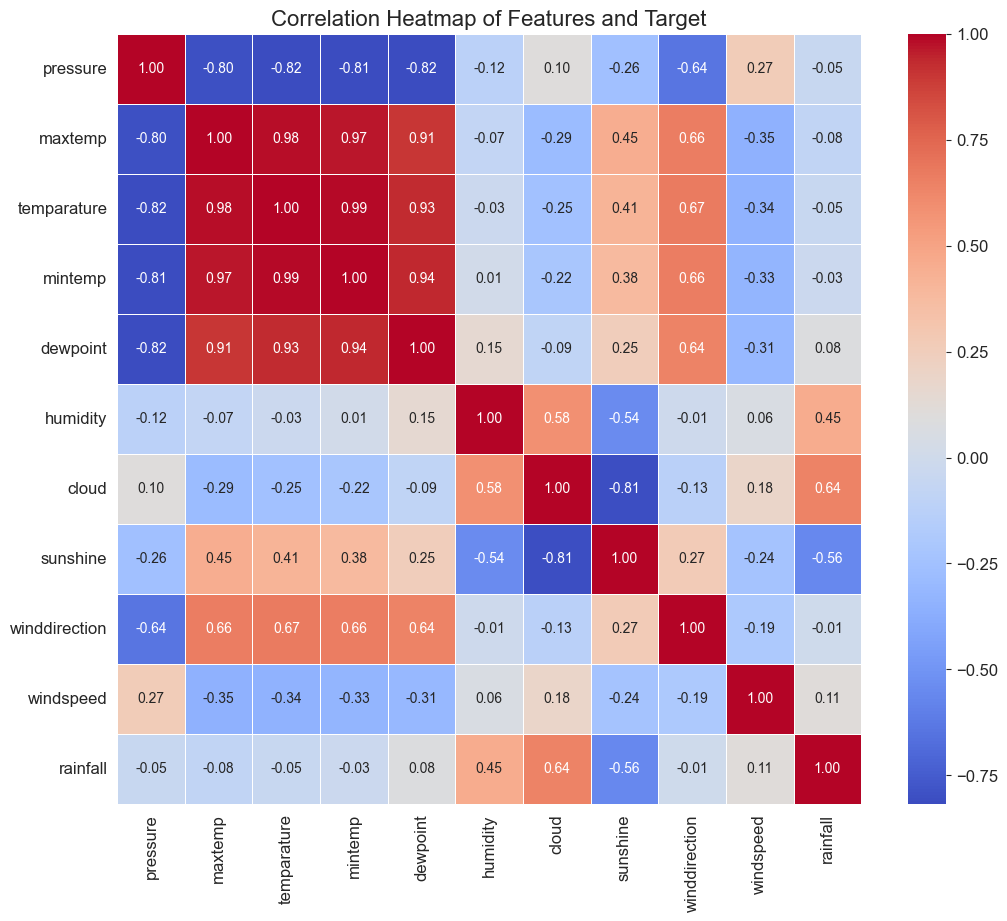 Correlation Heatmap of Features and Target
pressure 1.00 -0.80 -0.82 -0.81 -0.82 -0.12 0.10 -0.26 -0.64 0.27 -0.05
maxtemp -0.80 1.00 0.98 0.97 0.91 -0.07 -0.29 0.45 0.66 -0.35 -0.08
temparature -0.82 0.98 1.00 0.99 0.93 -0.03 -0.25 0.41 0.67 -0.34 -0.05
mintemp -0.81 0.97 0.99 1.00 0.94 0.01 -0.22 0.38 0.66 -0.33 -0.03
dewpoint -0.82 0.91 0.93 0.94 1.00 0.15 -0.09 0.25 0.64 -0.31 0.08
humidity -0.12 -0.07 -0.03 0.01 0.15 1.00 0.58 -0.54 -0.01 0.06 0.45
cloud 0.10 -0.29 -0.25 -0.22 -0.09 0.58 1.00 -0.81 -0.13 0.18 0.64
sunshine -0.26 0.45 0.41 0.38 0.25 -0.54 -0.81 1.00 0.27 -0.24 -0.56
winddirection -0.64 0.66 0.67 0.66 0.64 -0.01 -0.13 0.27 1.00 -0.19 -0.01
windspeed 0.27 -0.35 -0.34 -0.33 -0.31 0.06 0.18 -0.24 -0.19 1.00 0.11
rainfall -0.05 -0.08 -0.05 -0.03 0.08 0.45 0.64 -0.56 -0.01 0.11 1.00
pressure maxtemp temparature mintemp dewpoint humidity cloud sunshine winddirection windspeed rainfall
1.00
0.75
0.50
0.25
0.00
−0.25
−0.50
−0.75